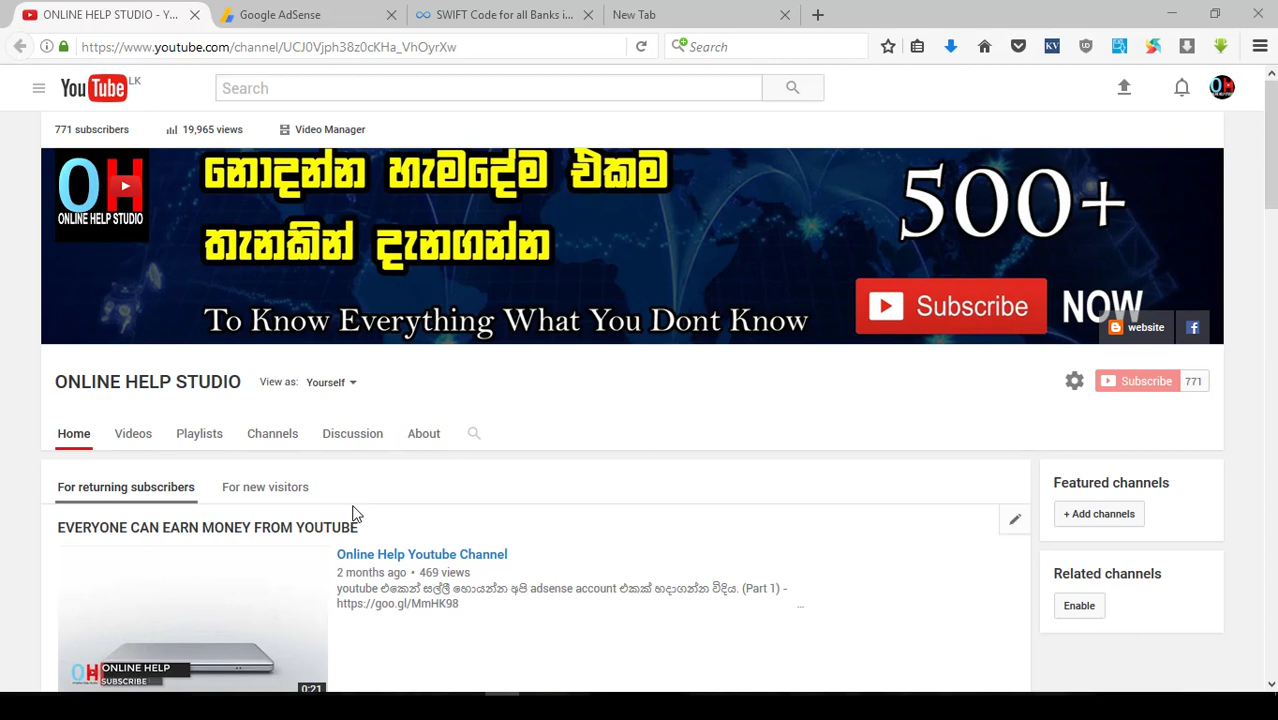 ONLINE HELP STUDIO - Y...
Google AdSense
SWIFT Code for all Banks i...
New Tab
https://www.youtube.com/channel/UCJ0Vjph38z0cKHa_VhOyrXw
Search
KV
YouTube LK
Search
OH
771 subscribers
19,965 views
Video Manager
OH
ONLINE HELP STUDIO
නොදන්න හැමදේම එකම
තැනකින් දැනගන්න
To Know Everything What You Dont Know
500+
Subscribe NOW
website
ONLINE HELP STUDIO
View as: Yourself
Subscribe 771
Home
Videos
Playlists
Channels
Discussion
About
For returning subscribers
For new visitors
EVERYONE CAN EARN MONEY FROM YOUTUBE
Online Help Youtube Channel
2 months ago • 469 views
youtube එකෙන් සල්ලි හොයන්න අපි adsense account එකක් හදාගන්න විදිය. (Part 1) -
https://goo.gl/MmHK98
...
OH ONLINE HELP
SUBSCRIBE
0:21
Featured channels
+ Add channels
Related channels
Enable